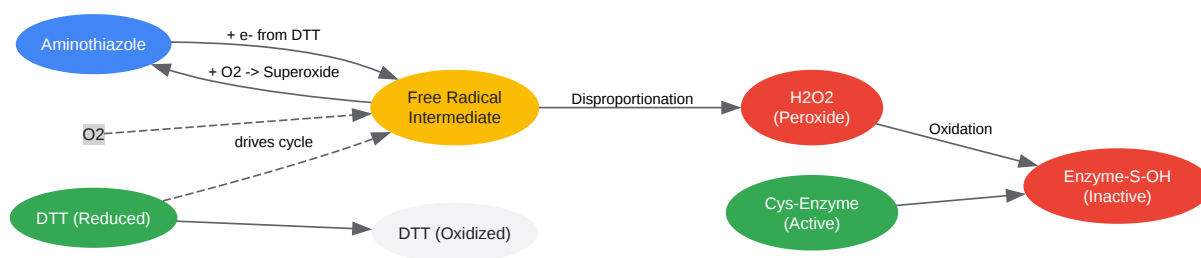 Aminothiazole
+ e- from DTT
+ O2 -> Superoxide
Free Radical
Intermediate
O2
drives cycle
DTT (Reduced)
DTT (Oxidized)
Disproportionation
H2O2
(Peroxide)
Oxidation
Cys-Enzyme
(Active)
Enzyme-S-OH
(Inactive)